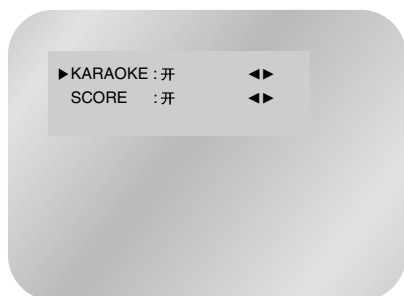 ▶KARAOKE : 开 ◀▶
SCORE : 开 ◀▶